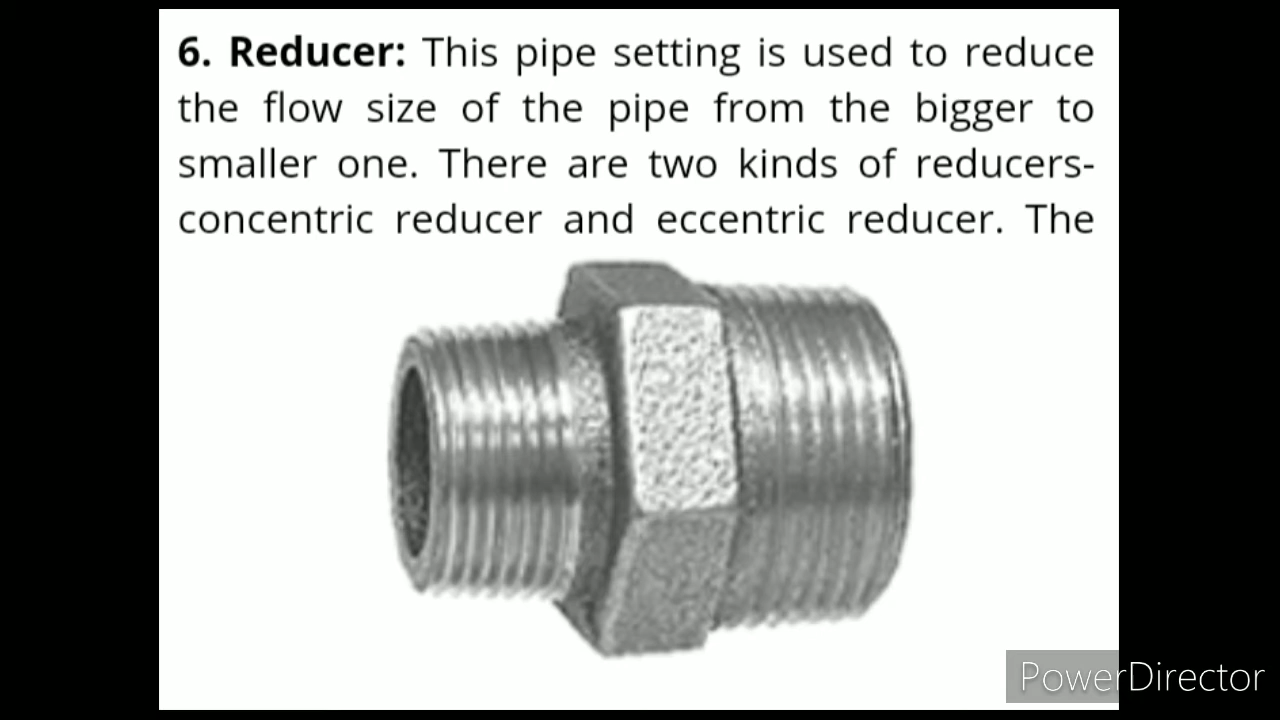 6. Reducer: This pipe setting is used to reduce
the flow size of the pipe from the bigger to
smaller one. There are two kinds of reducers-
concentric reducer and eccentric reducer. The
PowerDirector